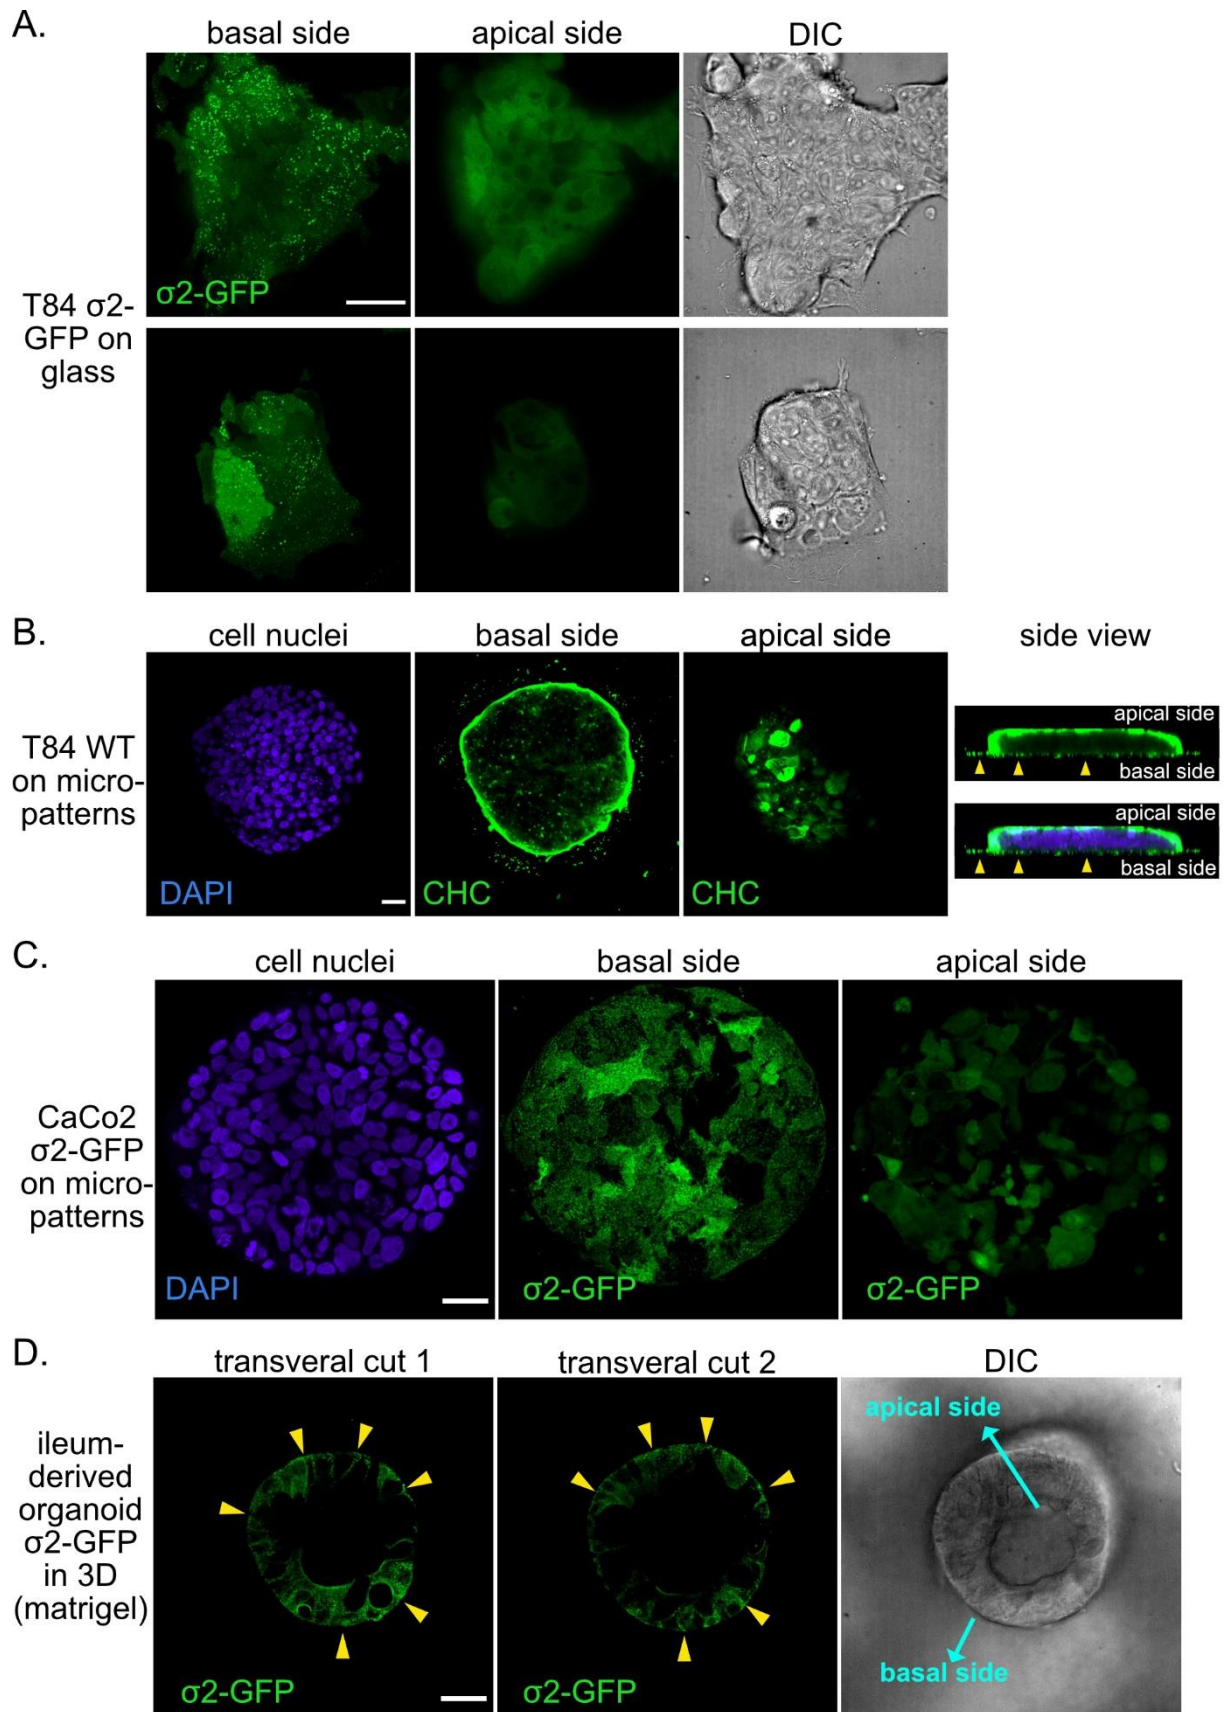 A.
basal side
apical side
DIC
T84 σ2-
GFP on
glass
σ2-GFP
B.
cell nuclei
basal side
apical side
side view
T84 WT
on micro-
patterns
DAPI
CHC
CHC
apical side
basal side
apical side
basal side
C.
cell nuclei
basal side
apical side
CaCo2
σ2-GFP
on micro-
patterns
DAPI
σ2-GFP
σ2-GFP
D.
transveral cut 1
transveral cut 2
DIC
ileum-
derived
organoid
σ2-GFP
in 3D
(matrigel)
σ2-GFP
σ2-GFP
apical side
basal side